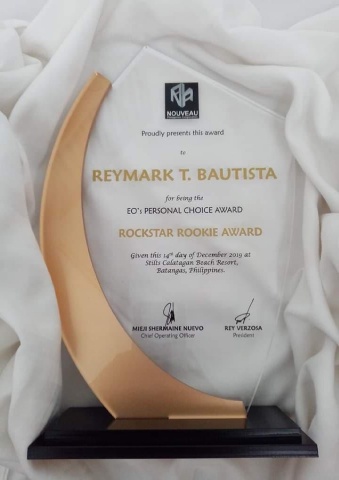 NOUVEAU
Proudly presents this award
to
REYMARK T. BAUTISTA
for being the
EO's PERSONAL CHOICE AWARD
ROCKSTAR ROOKIE AWARD
Given this 14th day of December 2019 at
Stilts Calatagan Beach Resort,
Batangas, Philippines.
MIEJI SHERMAINE NUEVO
Chief Operating Officer
REY VERZOSA
President